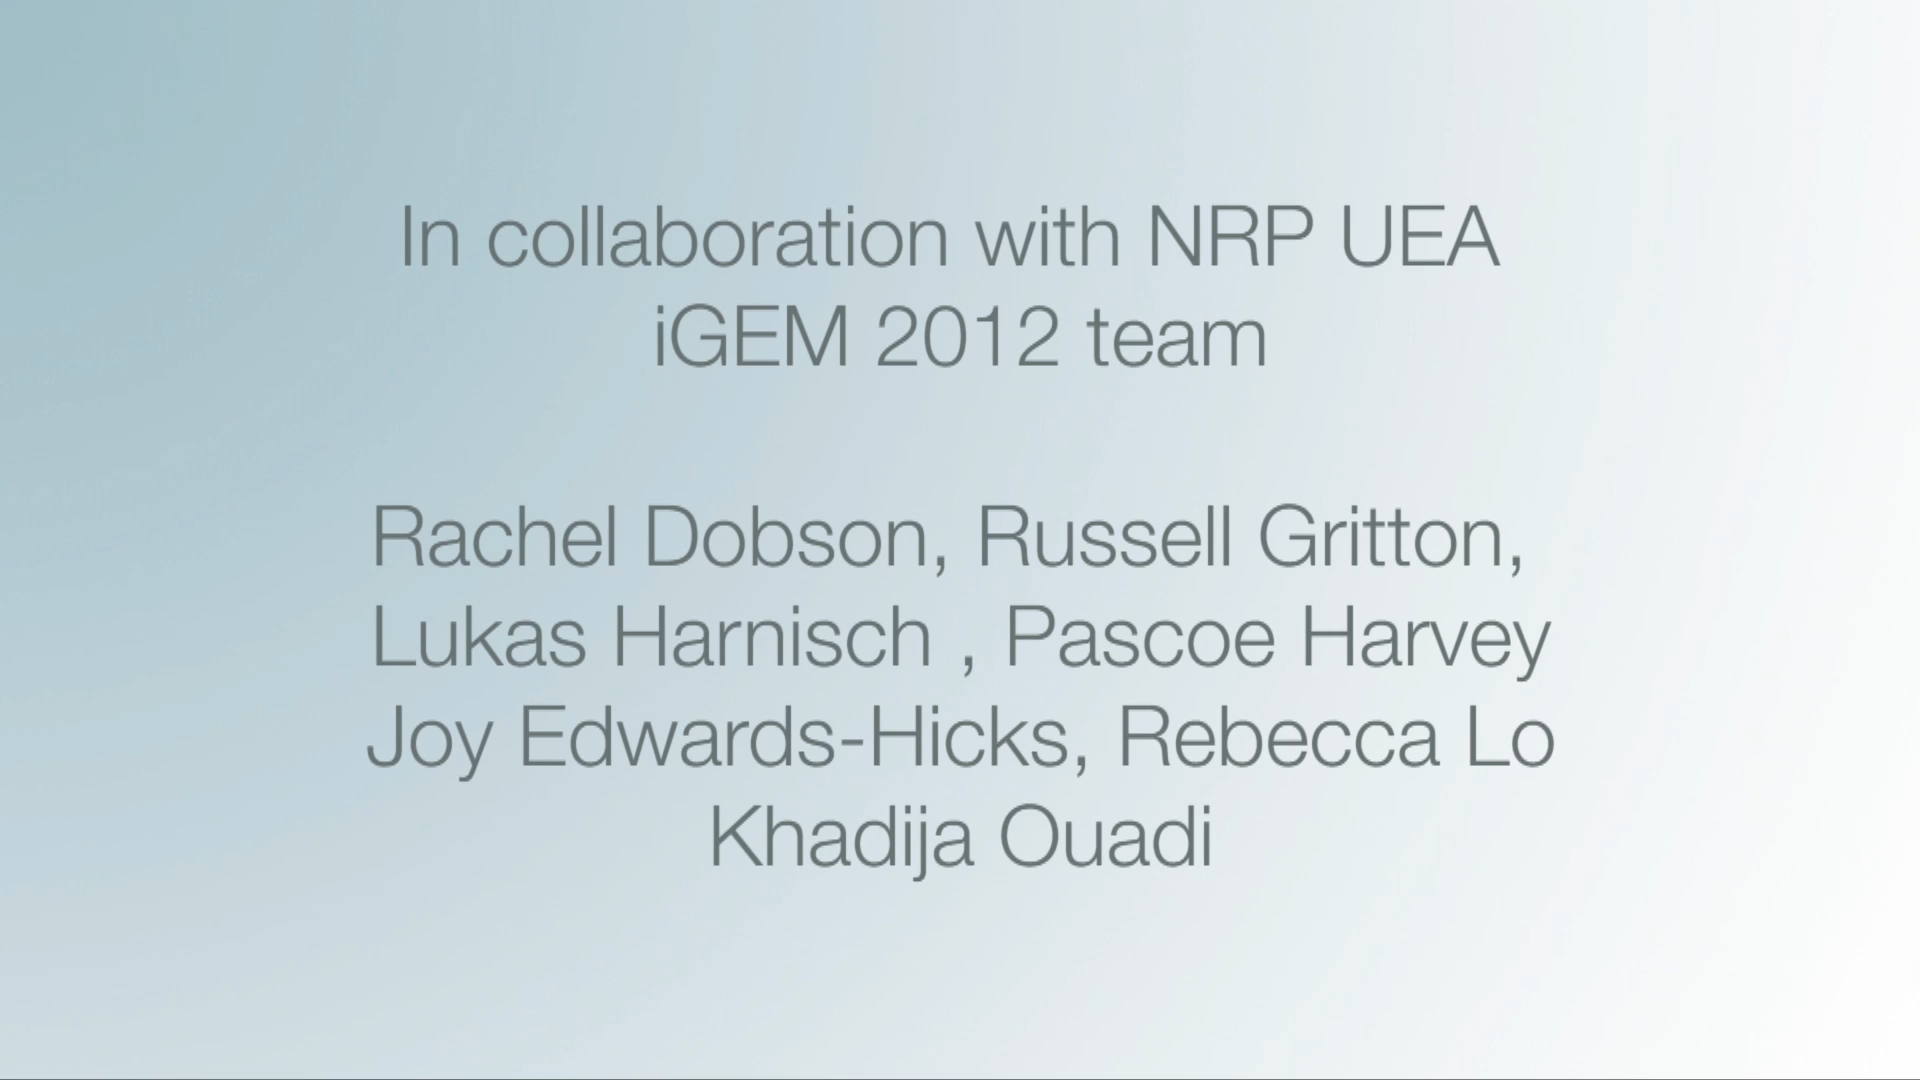 In collaboration with NRP UEA
iGEM 2012 team
Rachel Dobson, Russell Gritton,
Lukas Harnisch , Pascoe Harvey
Joy Edwards-Hicks, Rebecca Lo
Khadija Ouadi